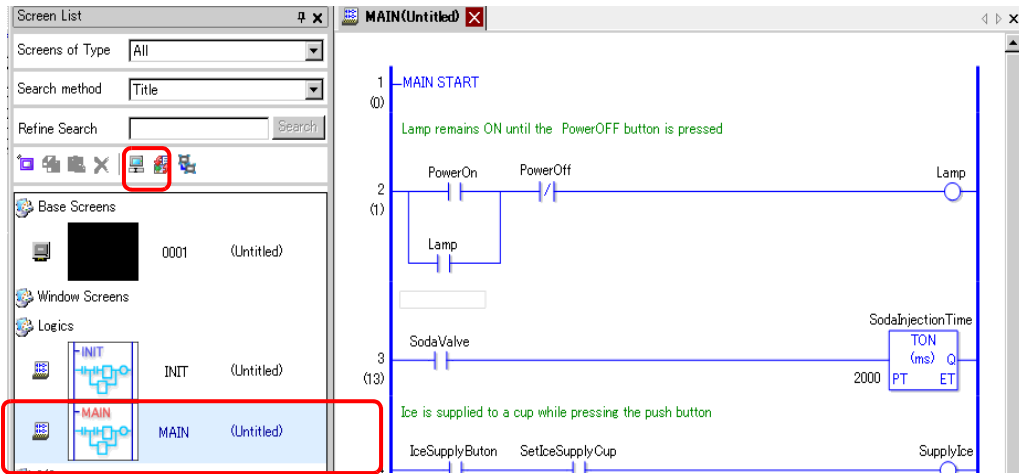 Screen List
Screens of Type All
Search method Title
Refine Search Search
Base Screens
0001 (Untitled)
Window Screens
Logics
INIT
INIT (Untitled)
MAIN
MAIN (Untitled)
MAIN(Untitled)
1 MAIN START
(0)
Lamp remains ON until the PowerOFF button is pressed
PowerOn PowerOff Lamp
2
(1)
Lamp
SodaInjectionTime
SodaValve TON
3 (ms) Q
(13) 2000 PT ET
Ice is supplied to a cup while pressing the push button
IceSupplyButon SetIceSupplyCup SupplyIce